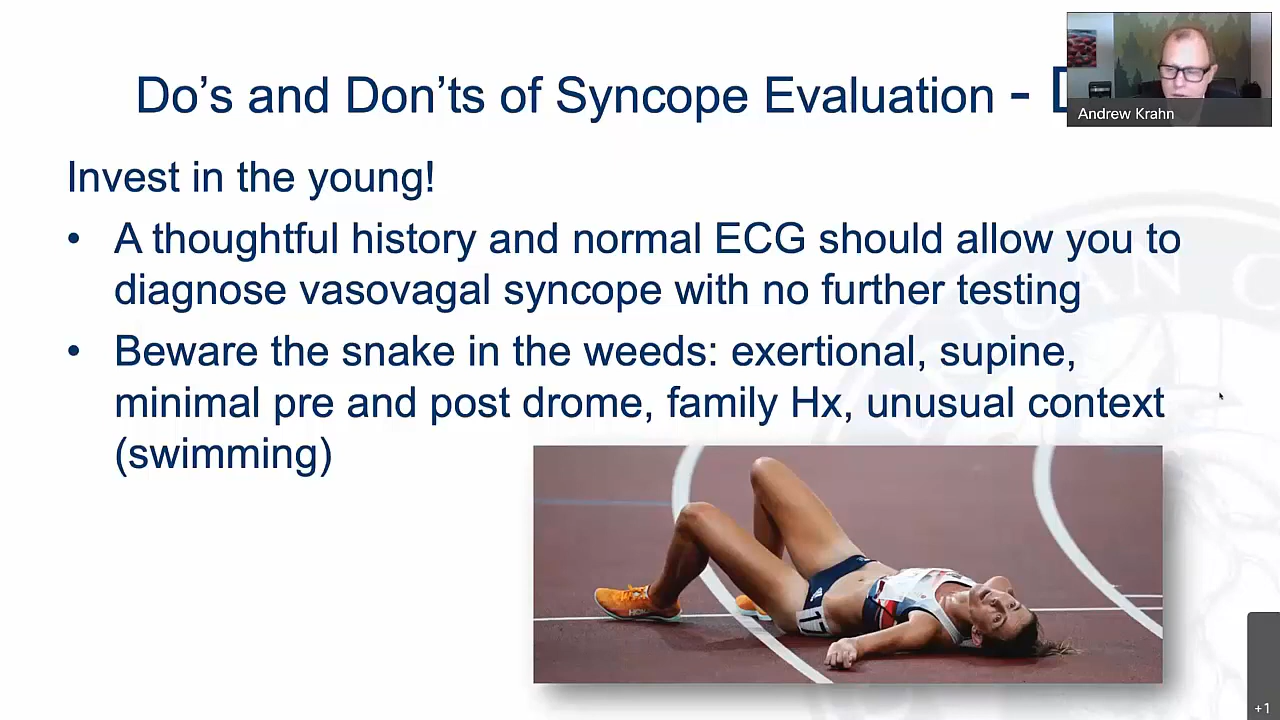 Do's and Don'ts of Syncope Evaluation - D
Andrew Krahn
Invest in the young!
• A thoughtful history and normal ECG should allow you to
diagnose vasovagal syncope with no further testing
• Beware the snake in the weeds: exertional, supine,
minimal pre and post drome, family Hx, unusual context
(swimming)
17
+1